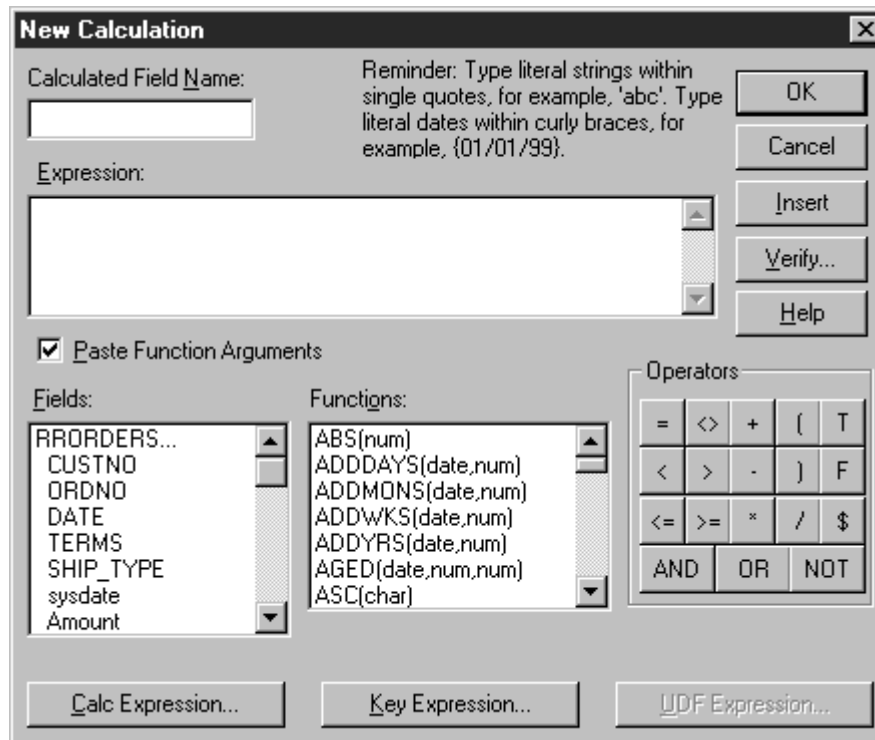 New Calculation
Calculated Field Name:
Reminder: Type literal strings within
single quotes, for example, 'abc'. Type
literal dates within curly braces, for
example, {01/01/99}.
OK
Cancel
Expression:
Insert
Verify...
Help
Paste Function Arguments
Fields:
RRORDERS...
CUSTNO
ORDNO
DATE
TERMS
SHIP_TYPE
sysdate
Amount
Functions:
ABS(num)
ADDDAYS(date,num)
ADDMONS(date,num)
ADDWKS(date,num)
ADDYRS(date,num)
AGED(date,num,num)
ASC(char)
Operators
= <> + ( T
< > - ) F
<= >= * / $
AND OR NOT
Calc Expression...
Key Expression...
UDF Expression...